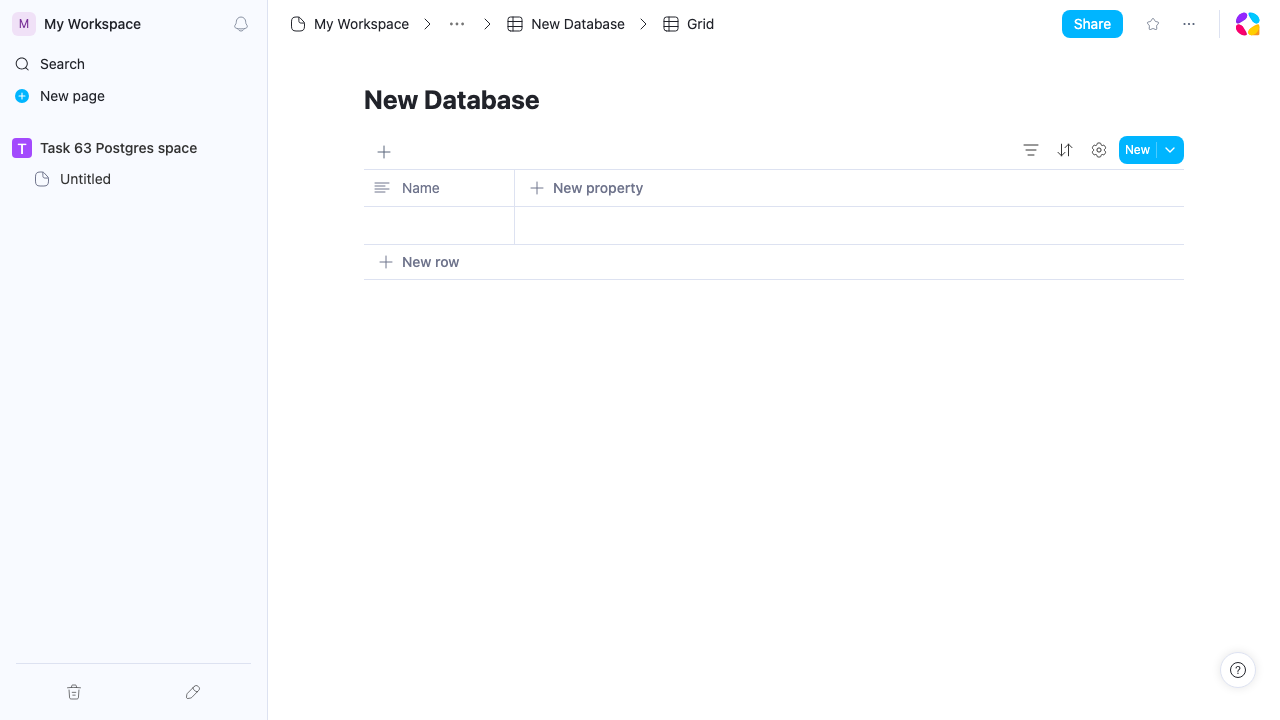 M My Workspace
Search
New page
T Task 63 Postgres space
Untitled
My Workspace
New Database
Grid
Share
New Database
New
Name
New property
New row